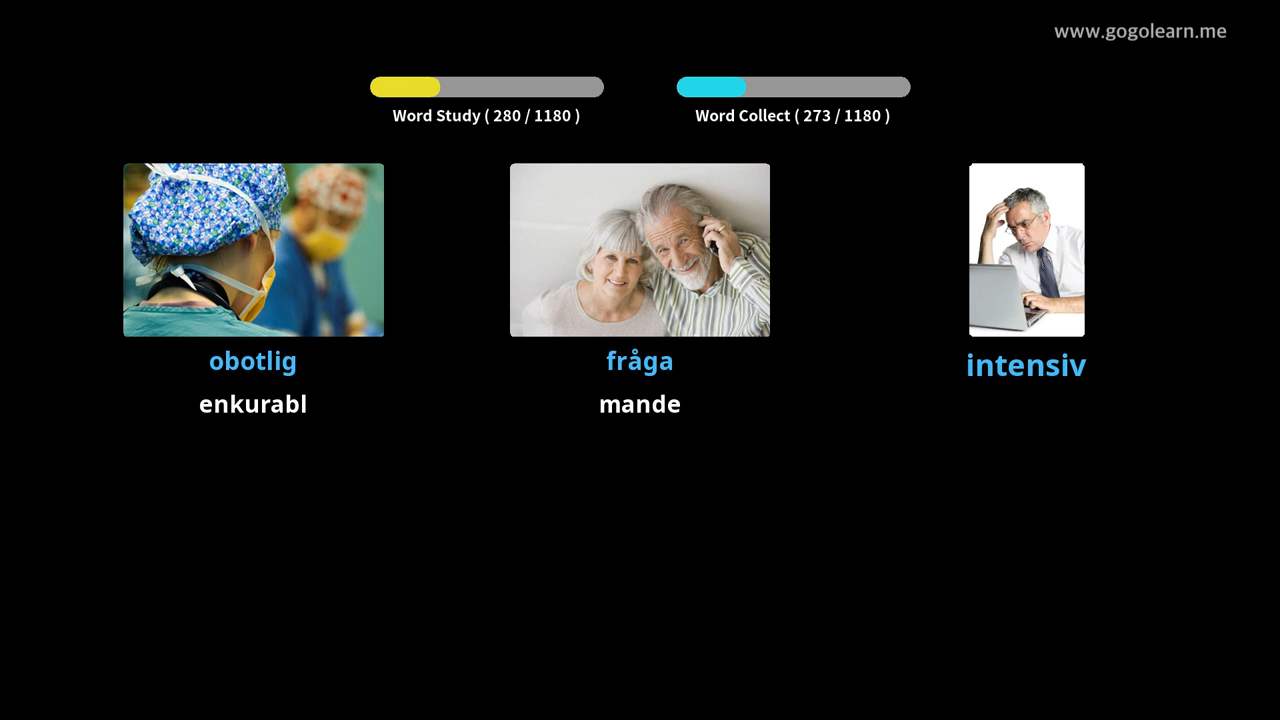 www.gogolearn.me
Word Study ( 280 / 1180 )
Word Collect ( 273 / 1180 )
obotlig
fråga
intensiv
enkurabl
mande